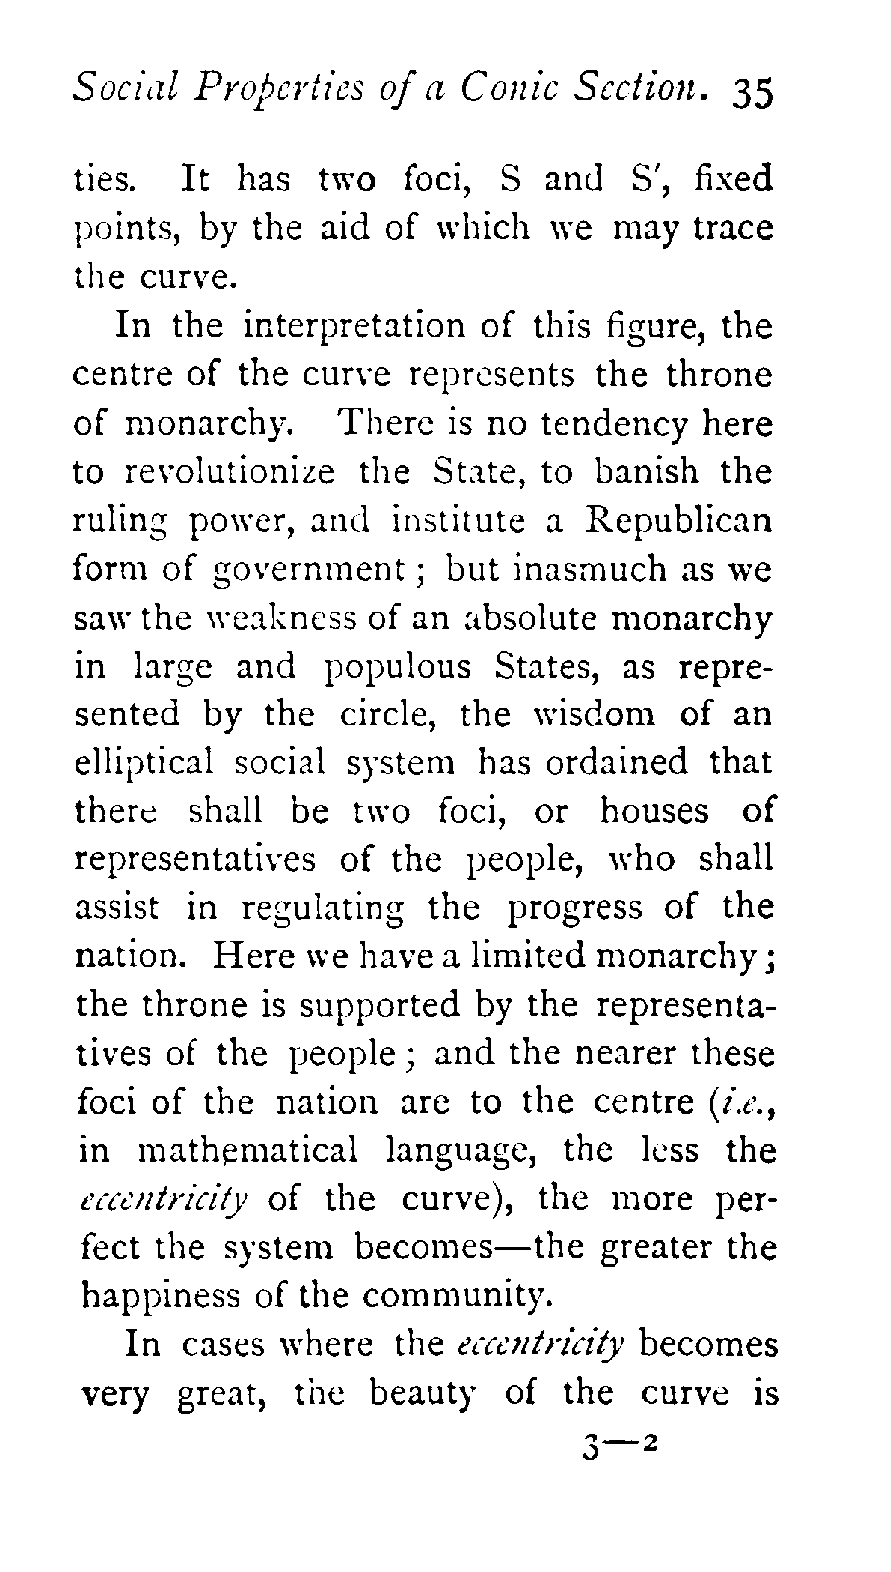 Social Properties of a Conic Section. 35
ties. It has two foci, S and S′, fixed
points, by the aid of which we may trace
the curve.
In the interpretation of this figure, the
centre of the curve represents the throne
of monarchy. There is no tendency here
to revolutionize the State, to banish the
ruling power, and institute a Republican
form of government ; but inasmuch as we
saw the weakness of an absolute monarchy
in large and populous States, as repre-
sented by the circle, the wisdom of an
elliptical social system has ordained that
there shall be two foci, or houses of
representatives of the people, who shall
assist in regulating the progress of the
nation. Here we have a limited monarchy ;
the throne is supported by the representa-
tives of the people ; and the nearer these
foci of the nation are to the centre (i.e.,
in mathematical language, the less the
eccentricity of the curve), the more per-
fect the system becomes—the greater the
happiness of the community.
In cases where the eccentricity becomes
very great, the beauty of the curve is
3—2